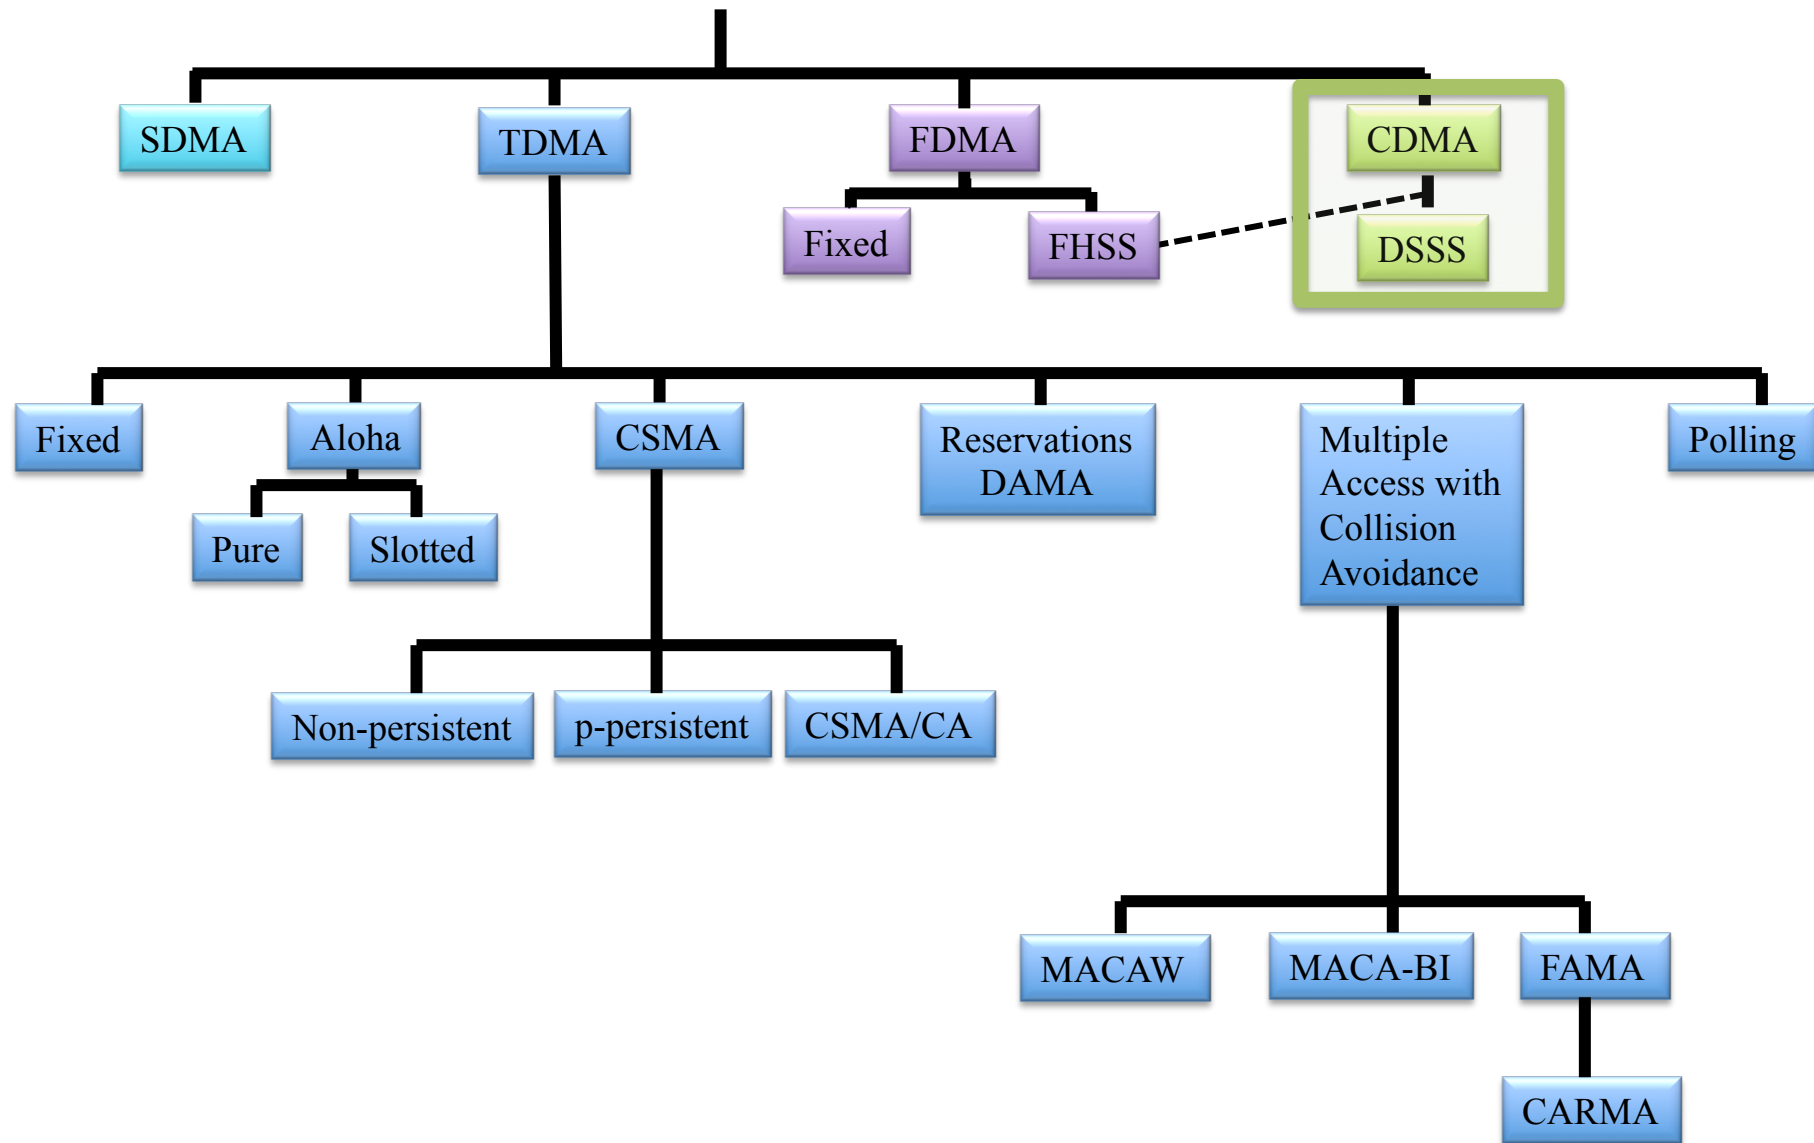 SDMA
TDMA
FDMA
CDMA
Fixed
FHSS
DSSS
Fixed
Aloha
CSMA
Reservations
DAMA
Multiple
Access with
Collision
Avoidance
Polling
Pure
Slotted
Non-persistent
p-persistent
CSMA/CA
MACAW
MACA-BI
FAMA
CARMA